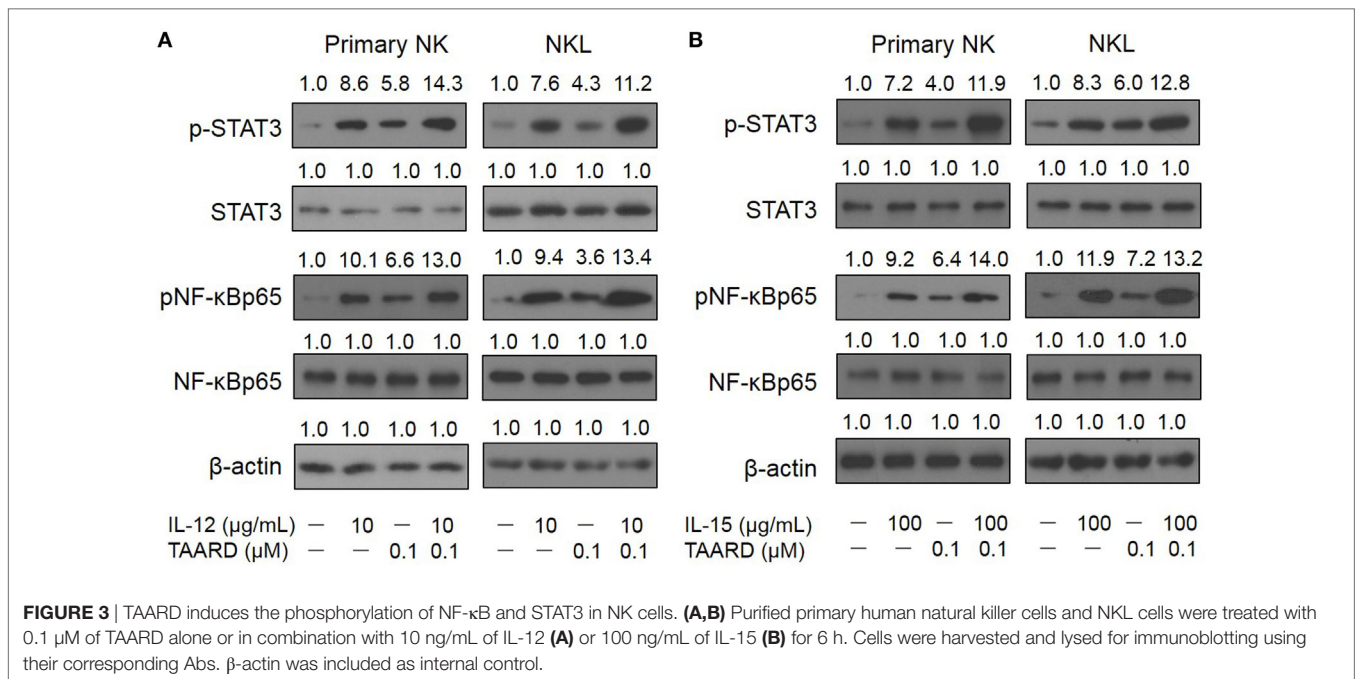 A
Primary NK NKL
1.0 8.6 5.8 14.3 1.0 7.6 4.3 11.2
p-STAT3
1.0 1.0 1.0 1.0 1.0 1.0 1.0 1.0
STAT3
1.0 10.1 6.6 13.0 1.0 9.4 3.6 13.4
pNF-κBp65
1.0 1.0 1.0 1.0 1.0 1.0 1.0 1.0
NF-κBp65
1.0 1.0 1.0 1.0 1.0 1.0 1.0 1.0
β-actin
IL-12 (μg/mL) — 10 — 10 — 10 — 10
TAARD (μM) — — 0.1 0.1 — — 0.1 0.1
B
Primary NK NKL
1.0 7.2 4.0 11.9 1.0 8.3 6.0 12.8
p-STAT3
1.0 1.0 1.0 1.0 1.0 1.0 1.0 1.0
STAT3
1.0 9.2 6.4 14.0 1.0 11.9 7.2 13.2
pNF-κBp65
1.0 1.0 1.0 1.0 1.0 1.0 1.0 1.0
NF-κBp65
1.0 1.0 1.0 1.0 1.0 1.0 1.0 1.0
β-actin
IL-15 (μg/mL) — 100 — 100 — 100 — 100
TAARD (μM) — — 0.1 0.1 — — 0.1 0.1
FIGURE 3 | TAARD induces the phosphorylation of NF-κB and STAT3 in NK cells. (A,B) Purified primary human natural killer cells and NKL cells were treated with
0.1 μM of TAARD alone or in combination with 10 ng/mL of IL-12 (A) or 100 ng/mL of IL-15 (B) for 6 h. Cells were harvested and lysed for immunoblotting using
their corresponding Abs. β-actin was included as internal control.